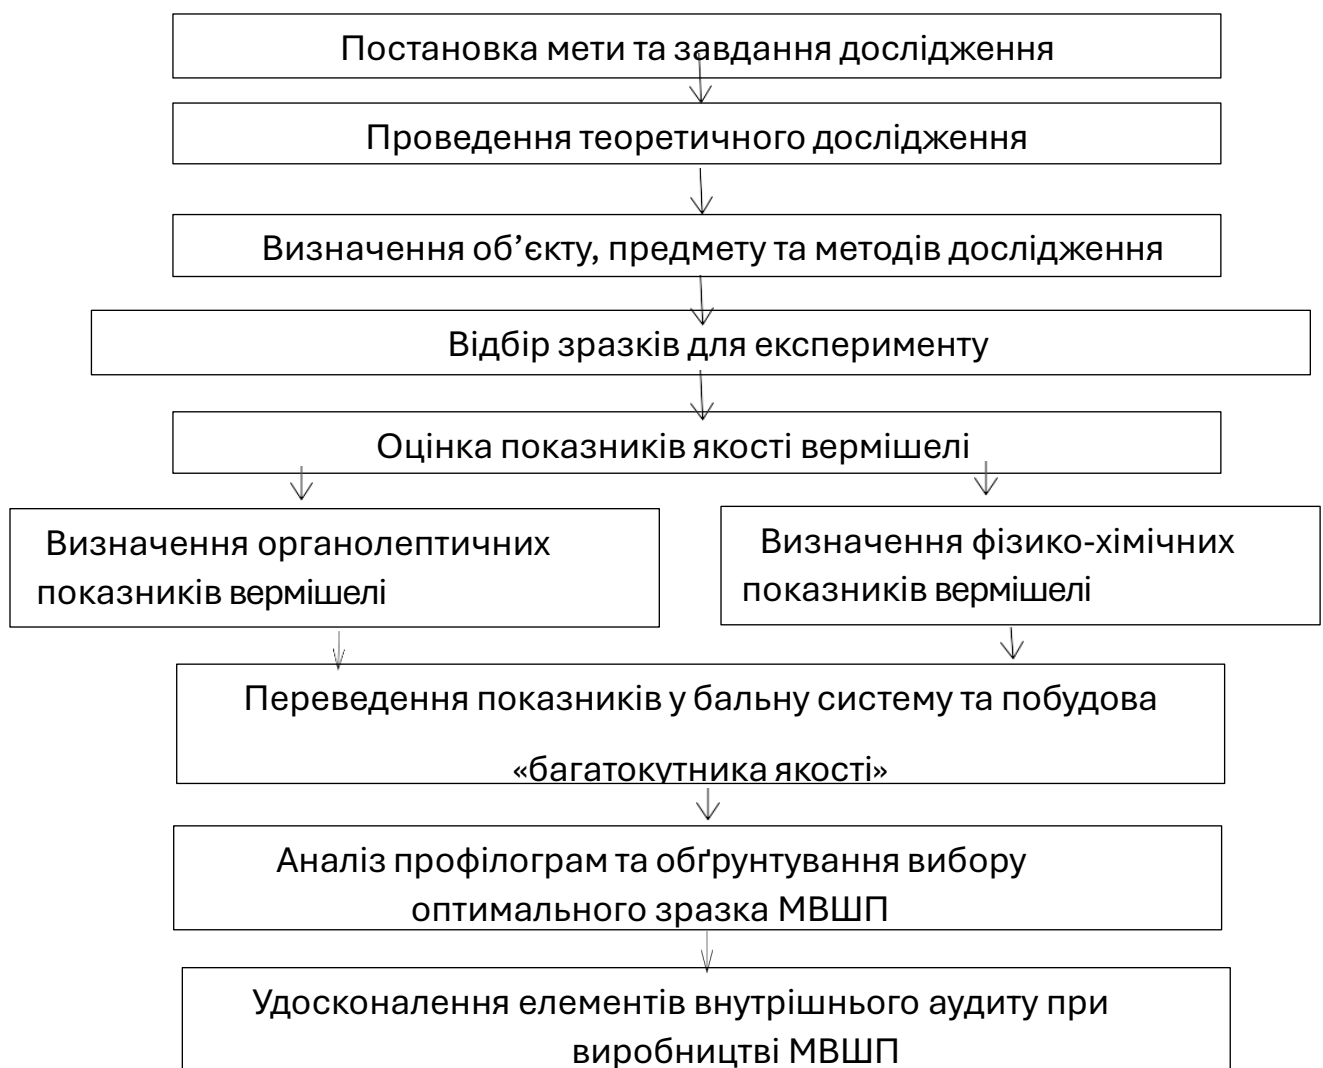 Постановка мети та завдання дослідження
Проведення теоретичного дослідження
Визначення об’єкту, предмету та методів дослідження
Відбір зразків для експерименту
Оцінка показників якості вермішелі
Визначення органолептичних
показників вермішелі
Визначення фізико-хімічних
показників вермішелі
Переведення показників у бальну систему та побудова
«багатокутника якості»
Аналіз профілограм та обґрунтування вибору
оптимального зразка МВШП
Удосконалення елементів внутрішнього аудиту при
виробництві МВШП